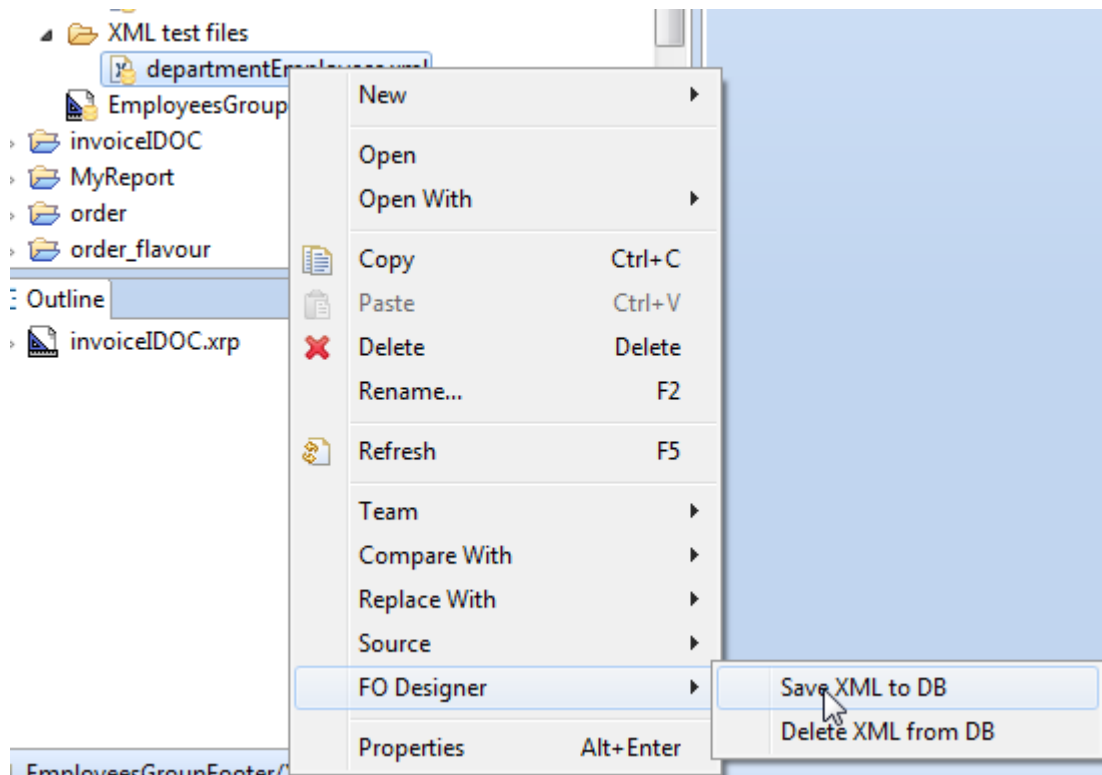 XML test files
departmentEmployees.xml
EmployeesGroup
invoiceIDOC
MyReport
order
order_flavour
Outline
invoiceIDOC.xrp
New
Open
Open With
Copy Ctrl+C
Paste Ctrl+V
Delete Delete
Rename... F2
Refresh F5
Team
Compare With
Replace With
Source
FO Designer
Properties Alt+Enter
Save XML to DB
Delete XML from DB
EmployeesGroupFooter/